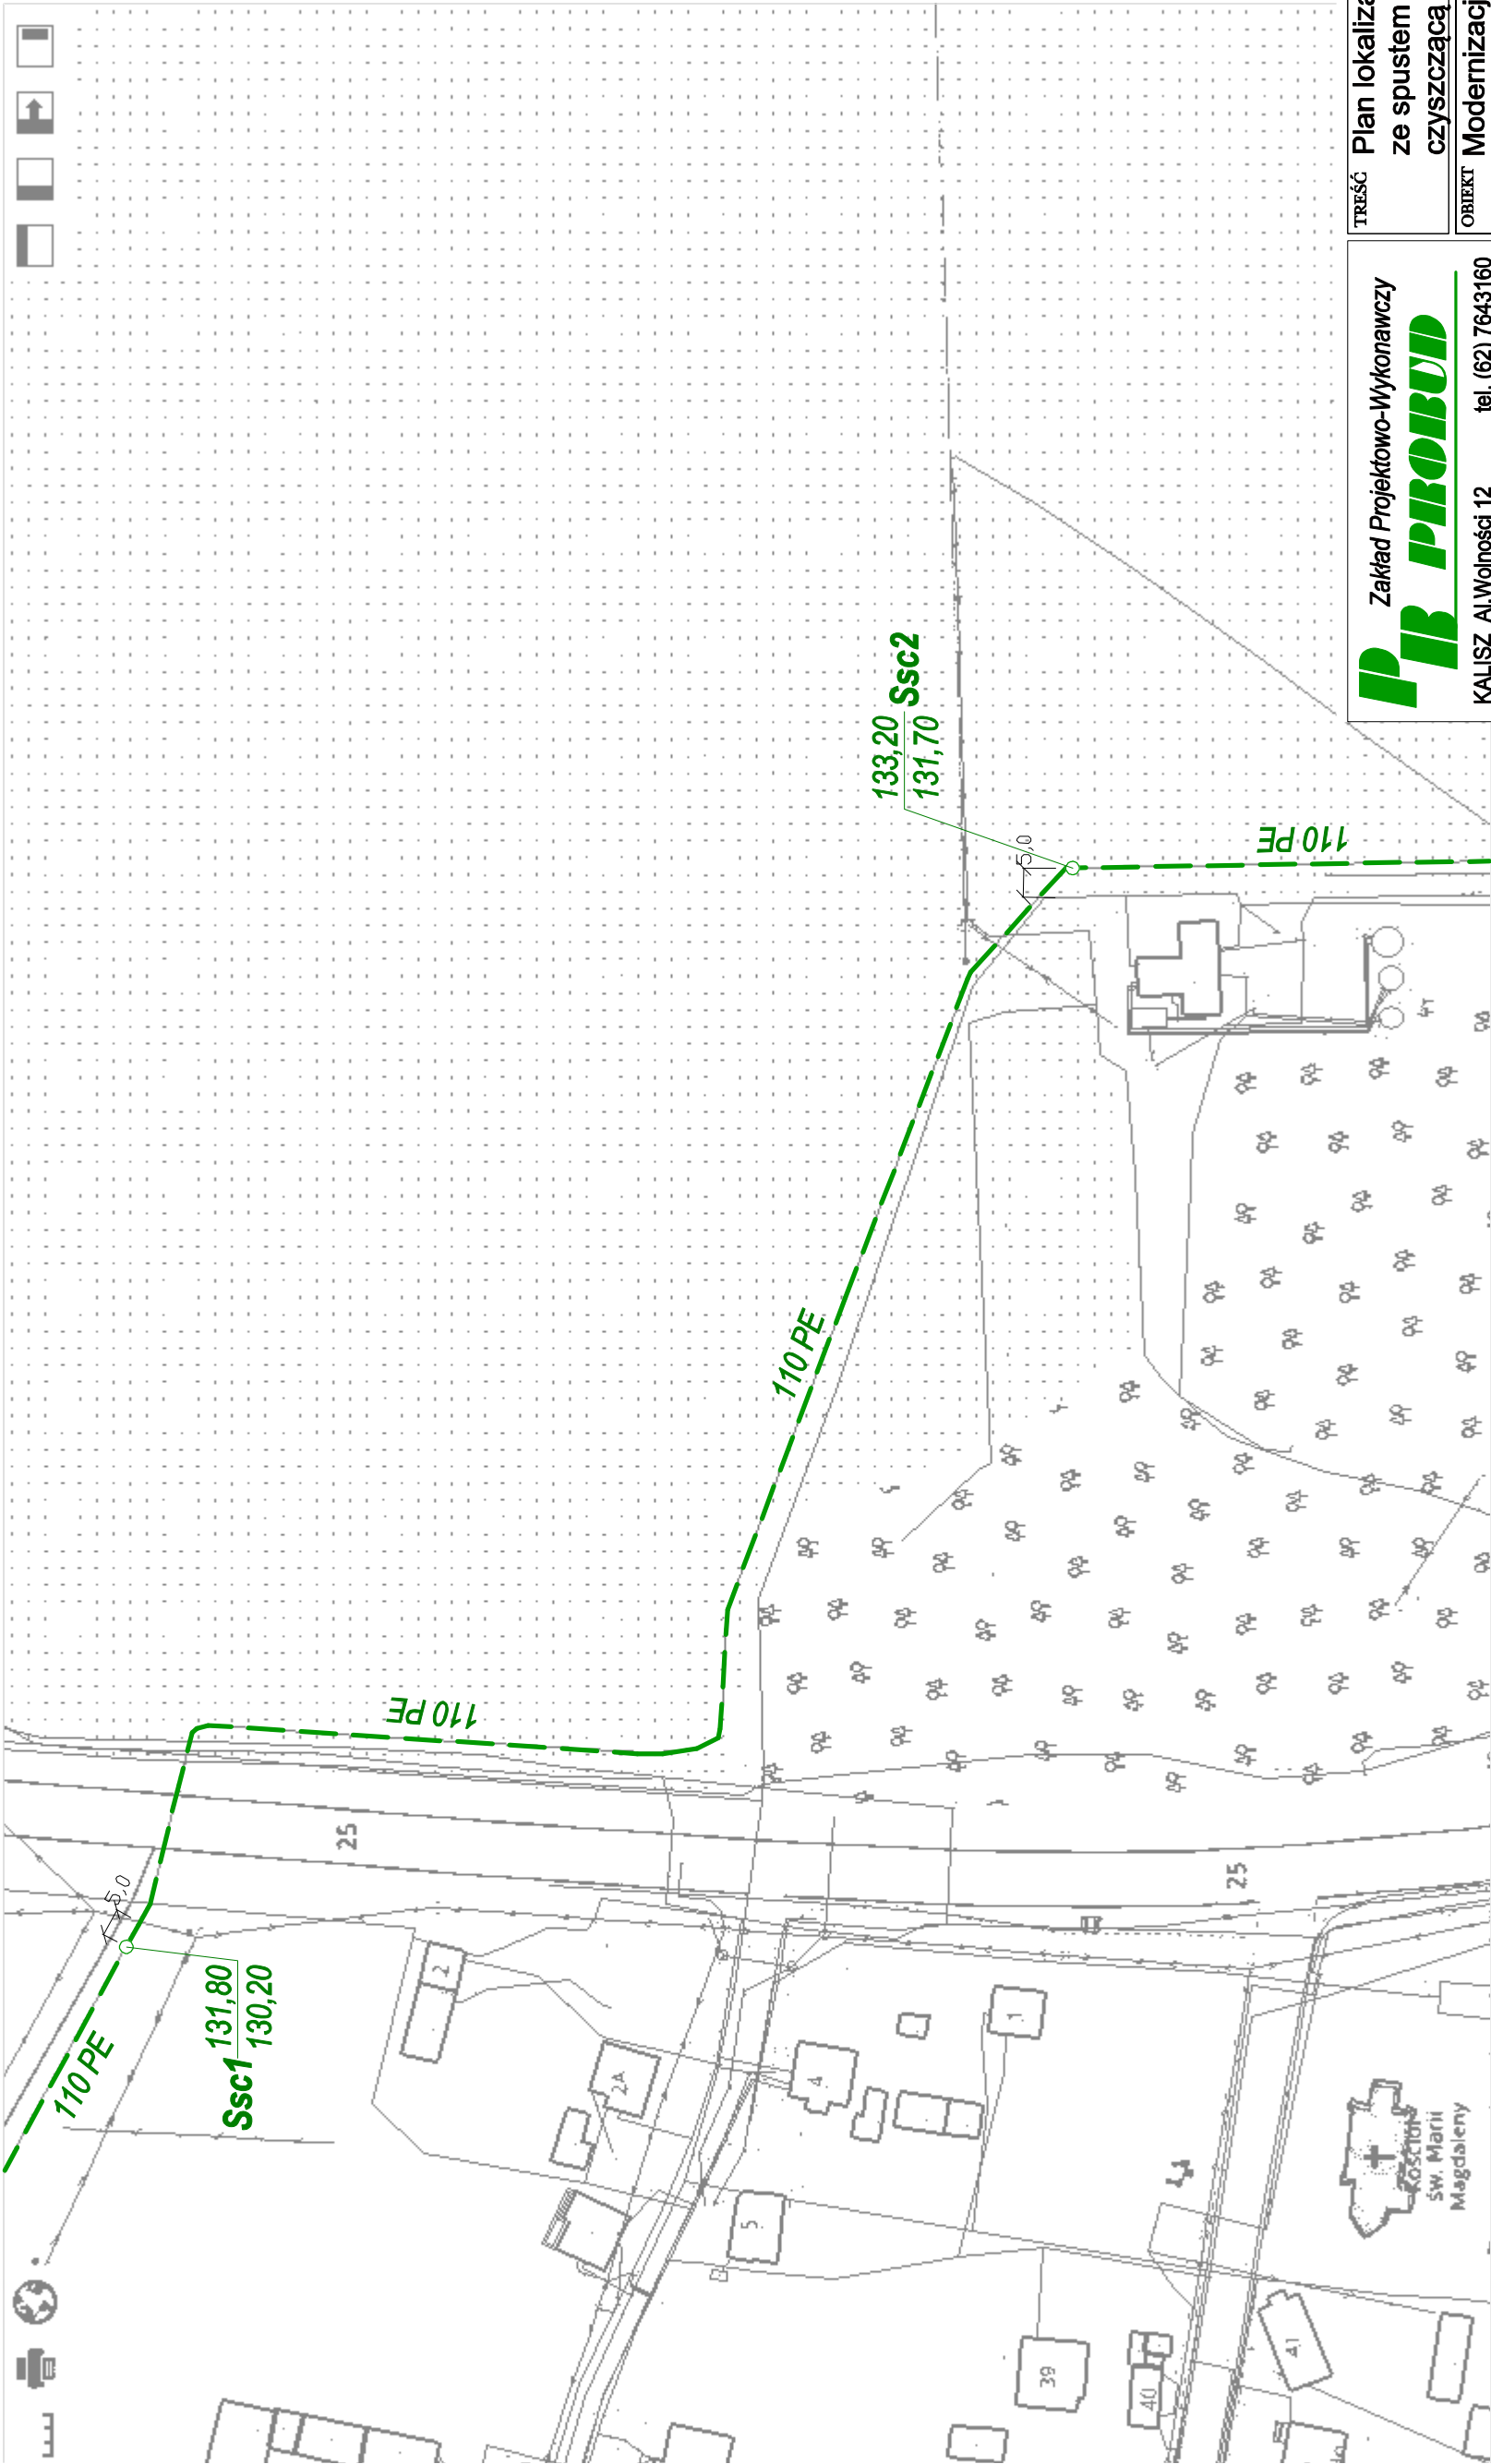 110 PE
Ssc1
131,80
130,20
5,0
25
110 PE
110 PE
133,20
131,70
Ssc2
5,0
110 PE
25
2
2A
4
1
5
39
40
41
Kościół
św. Marii
Magdaleny
Zakład Projektowo-Wykonawczy
PB PROBUD
KALISZ Al.Wolności 12 tel. (62) 7643160
TREŚĆ Plan lokaliza
ze spustem
czyszczącą
OBIEKT Modernizacj